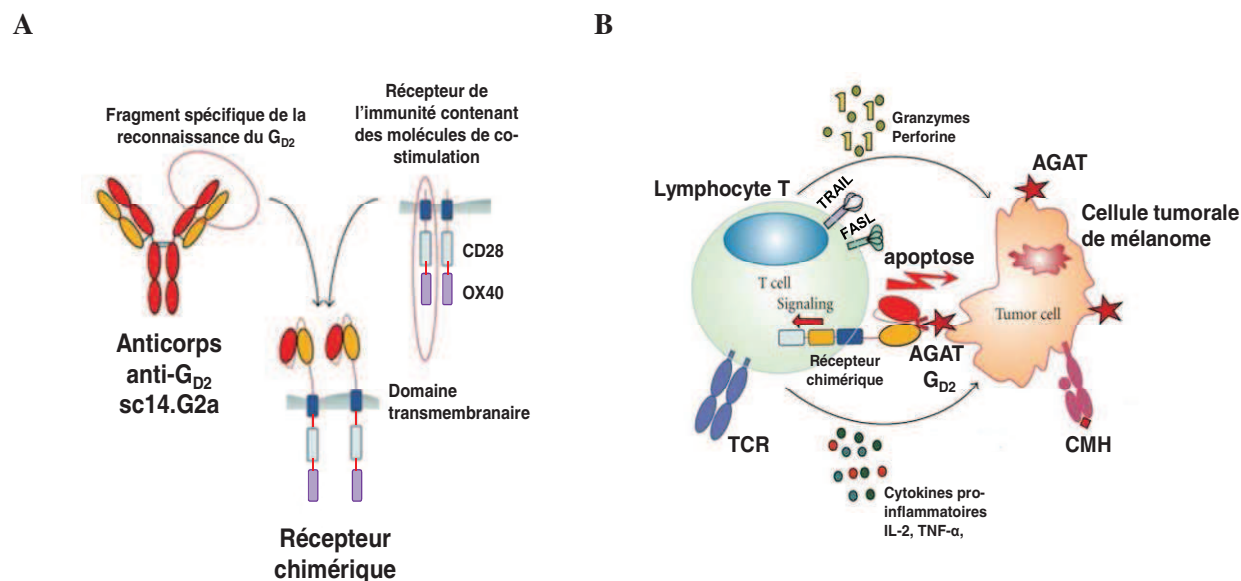 A
Fragment spécifique de la
reconnaissance du GD2
Récepteur de
l'immunité contenant
des molécules de co-
stimulation
CD28
OX40
Anticorps
anti-GD2
sc14.G2a
Domaine
transmembranaire
Récepteur
chimérique
B
Granzymes
Perforine
AGAT
Lymphocyte T
TRAIL
FASL
Cellule tumorale
de mélanome
apoptose
T cell
Signaling
Tumor cell
Récepteur
chimérique
AGAT
GD2
TCR
CMH
Cytokines pro-
inflammatoires
IL-2, TNF-α,